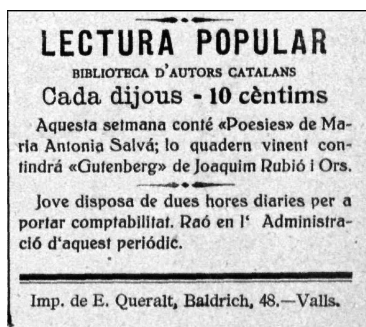 LECTURA POPULAR
BIBLIOTECA D'AUTORS CATALANS
Cada dijous - 10 cèntims
Aquesta setmana conté «Poesies» de Ma-
ria Antonia Salvá; lo quadern vinent con-
tindrá «Gutenberg» de Joaquim Rubió i Ors.
Jove disposa de dues hores diaries per a
portar comptabilitat. Raó en l‘ Administra-
ció d‘aquest periódic.
Imp. de E. Queralt, Baldrich, 48.—Valls.